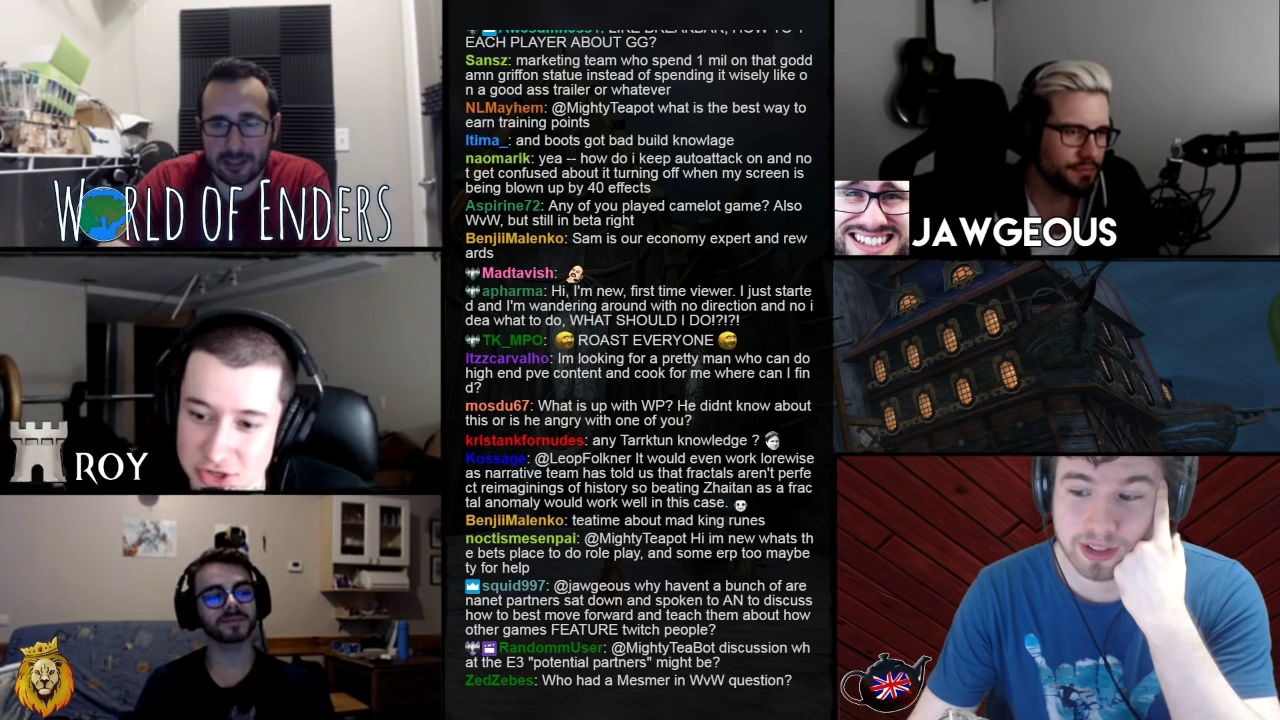 EACH PLAYER ABOUT GG?
Sansz: marketing team who spend 1 mil on that godd
amn griffon statue instead of spending it wisely like o
n a good ass trailer or whatever
NLMayhem: @MightyTeapot what is the best way to
earn training points
Itima_: and boots got bad build knowlage
naomarik: yea -- how do i keep autoattack on and no
t get confused about it turning off when my screen is
being blown up by 40 effects
Aspirine72: Any of you played camelot game? Also
WvW, but still in beta right
BenjiiMalenko: Sam is our economy expert and rew
ards
Madtavish:
apharma: Hi, I'm new, first time viewer. I just starte
d and I'm wandering around with no direction and no i
dea what to do, WHAT SHOULD I DO!?!?!
TK_MPO: ROAST EVERYONE
itzzcarvalho: Im looking for a pretty man who can do
high end pve content and cook for me where can I fin
d?
mosdu67: What is up with WP? He didnt know about
this or is he angry with one of you?
kristankfornudes: any Tarrktun knowledge ?
Kossage: @LeopFolkner It would even work lorewise
as narrative team has told us that fractals aren't perfe
ct reimaginings of history so beating Zhaitan as a frac
tal anomaly would work well in this case.
BenjiiMalenko: teatime about mad king runes
noctismesenpai: @MightyTeapot Hi im new whats th
e bets place to do role play, and some erp too maybe
ty for help
squid997: @jawgeous why havent a bunch of are
nanet partners sat down and spoken to AN to discuss
how to best move forward and teach them about how
other games FEATURE twitch people?
RandommUser: @MightyTeaBot discussion wh
at the E3 "potential partners" might be?
ZedZebes: Who had a Mesmer in WvW question?
WORLD OF ENDERS
JAWGEOUS
ROY